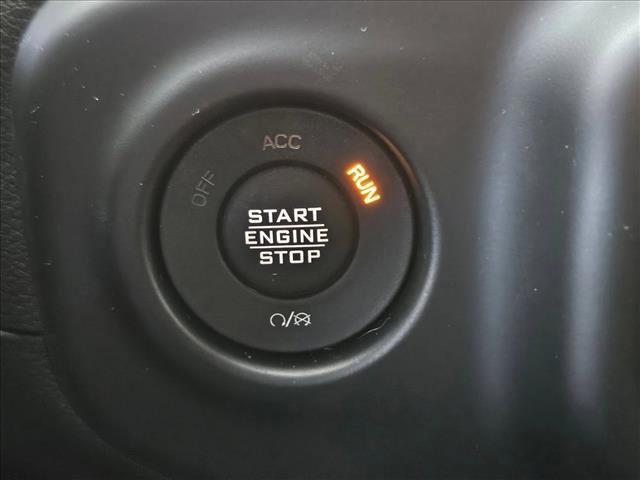 ACC
OFF
RUN
START
ENGINE
STOP